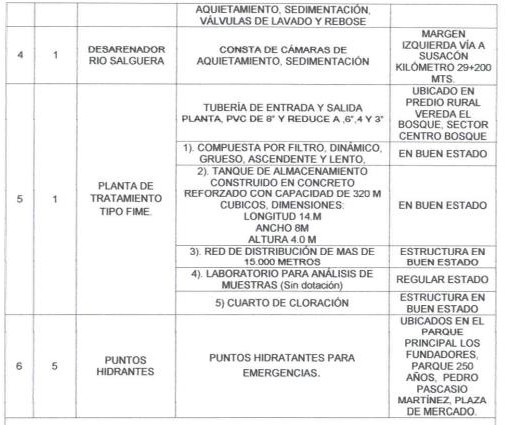 AQUIETAMIENTO, SEDIMENTACIÓN,
VÁLVULAS DE LAVADO Y REBOSE
4
1
DESARENADOR
RIO SALGUERA
CONSTA DE CÁMARAS DE
AQUIETAMIENTO, SEDIMENTACIÓN
MARGEN
IZQUIERDA VÍA A
SUSACÓN
KILÓMETRO 29+200
MTS.
5
1
PLANTA DE
TRATAMIENTO
TIPO FIME.
TUBERÍA DE ENTRADA Y SALIDA
PLANTA, PVC DE 8" Y REDUCE A ,6",4 Y 3"
UBICADO EN
PREDIO RURAL
VEREDA EL
BOSQUE, SECTOR
CENTRO BOSQUE
1). COMPUESTA POR FILTRO, DINÁMICO,
GRUESO, ASCENDENTE Y LENTO,
EN BUEN ESTADO
2). TANQUE DE ALMACENAMIENTO
CONSTRUIDO EN CONCRETO
REFORZADO CON CAPACIDAD DE 320 M
CUBICOS, DIMENSIONES:
LONGITUD 14.M
ANCHO 8M
ALTURA 4.0 M
EN BUEN ESTADO
3). RED DE DISTRIBUCIÓN DE MAS DE
15.000 METROS
ESTRUCTURA EN
BUEN ESTADO
4). LABORATORIO PARA ANÁLISIS DE
MUESTRAS (Sin dotación)
REGULAR ESTADO
5) CUARTO DE CLORACIÓN
ESTRUCTURA EN
BUEN ESTADO
6
5
PUNTOS
HIDRANTES
PUNTOS HIDRATANTES PARA
EMERGENCIAS.
UBICADOS EN EL
PARQUE
PRINCIPAL LOS
FUNDADORES,
PARQUE 250
AÑOS, PEDRO
PASCASIO
MARTÍNEZ, PLAZA
DE MERCADO.